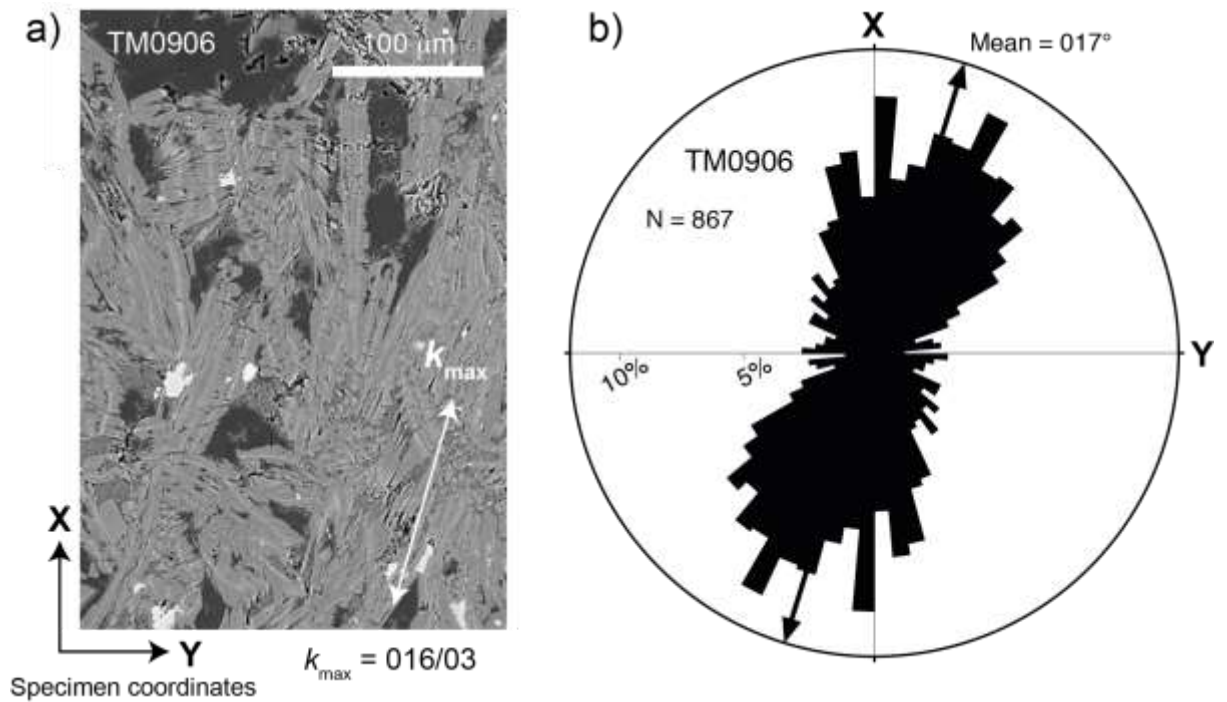 a)
TM0906
100 µm
k max
X
Y
Specimen coordinates
k max = 016/03
b)
X
Mean = 017°
TM0906
N = 867
Y
10%
5%